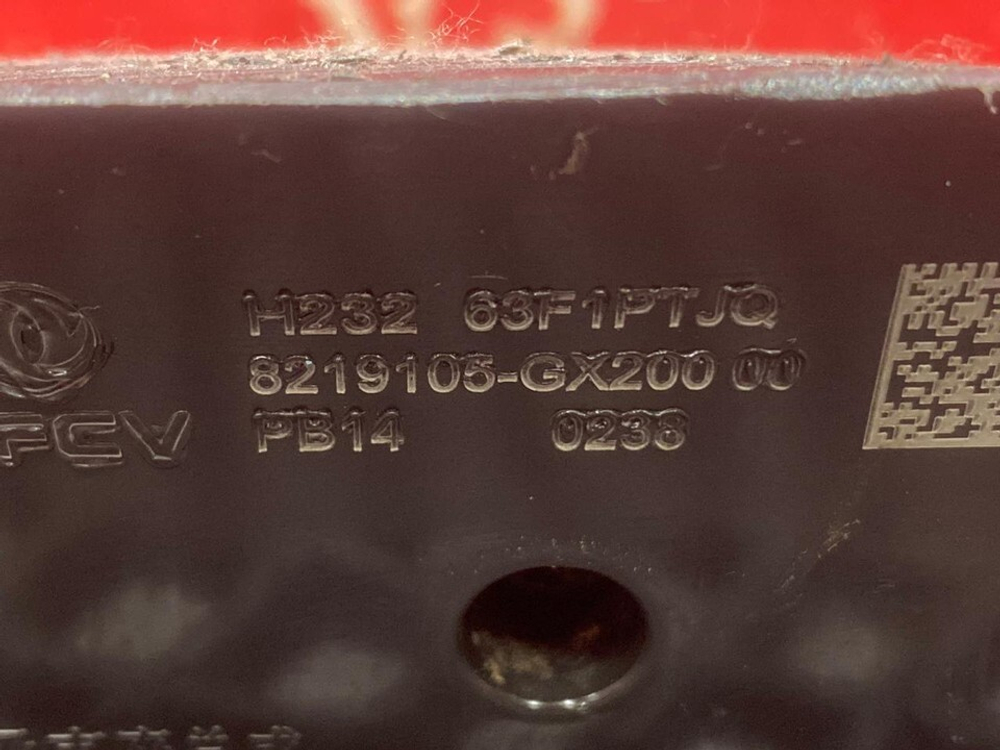 H232 63F1PTJQ
8219105-GX200 00
FCV
PB14 0238